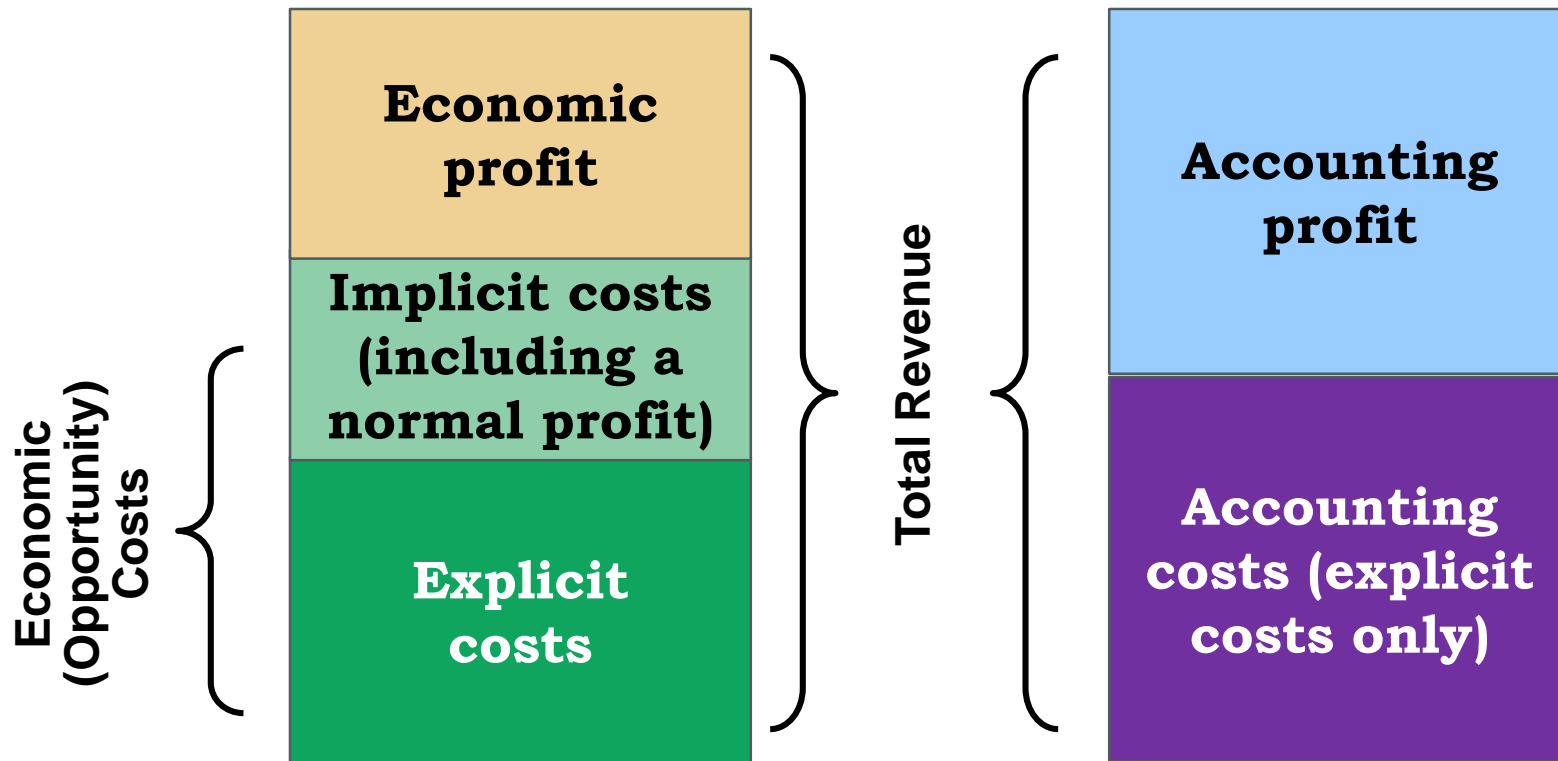 Economic
(Opportunity)
Costs
Economic
profit
Implicit costs
(including a
normal profit)
Explicit
costs
Total Revenue
Accounting
profit
Accounting
costs (explicit
costs only)